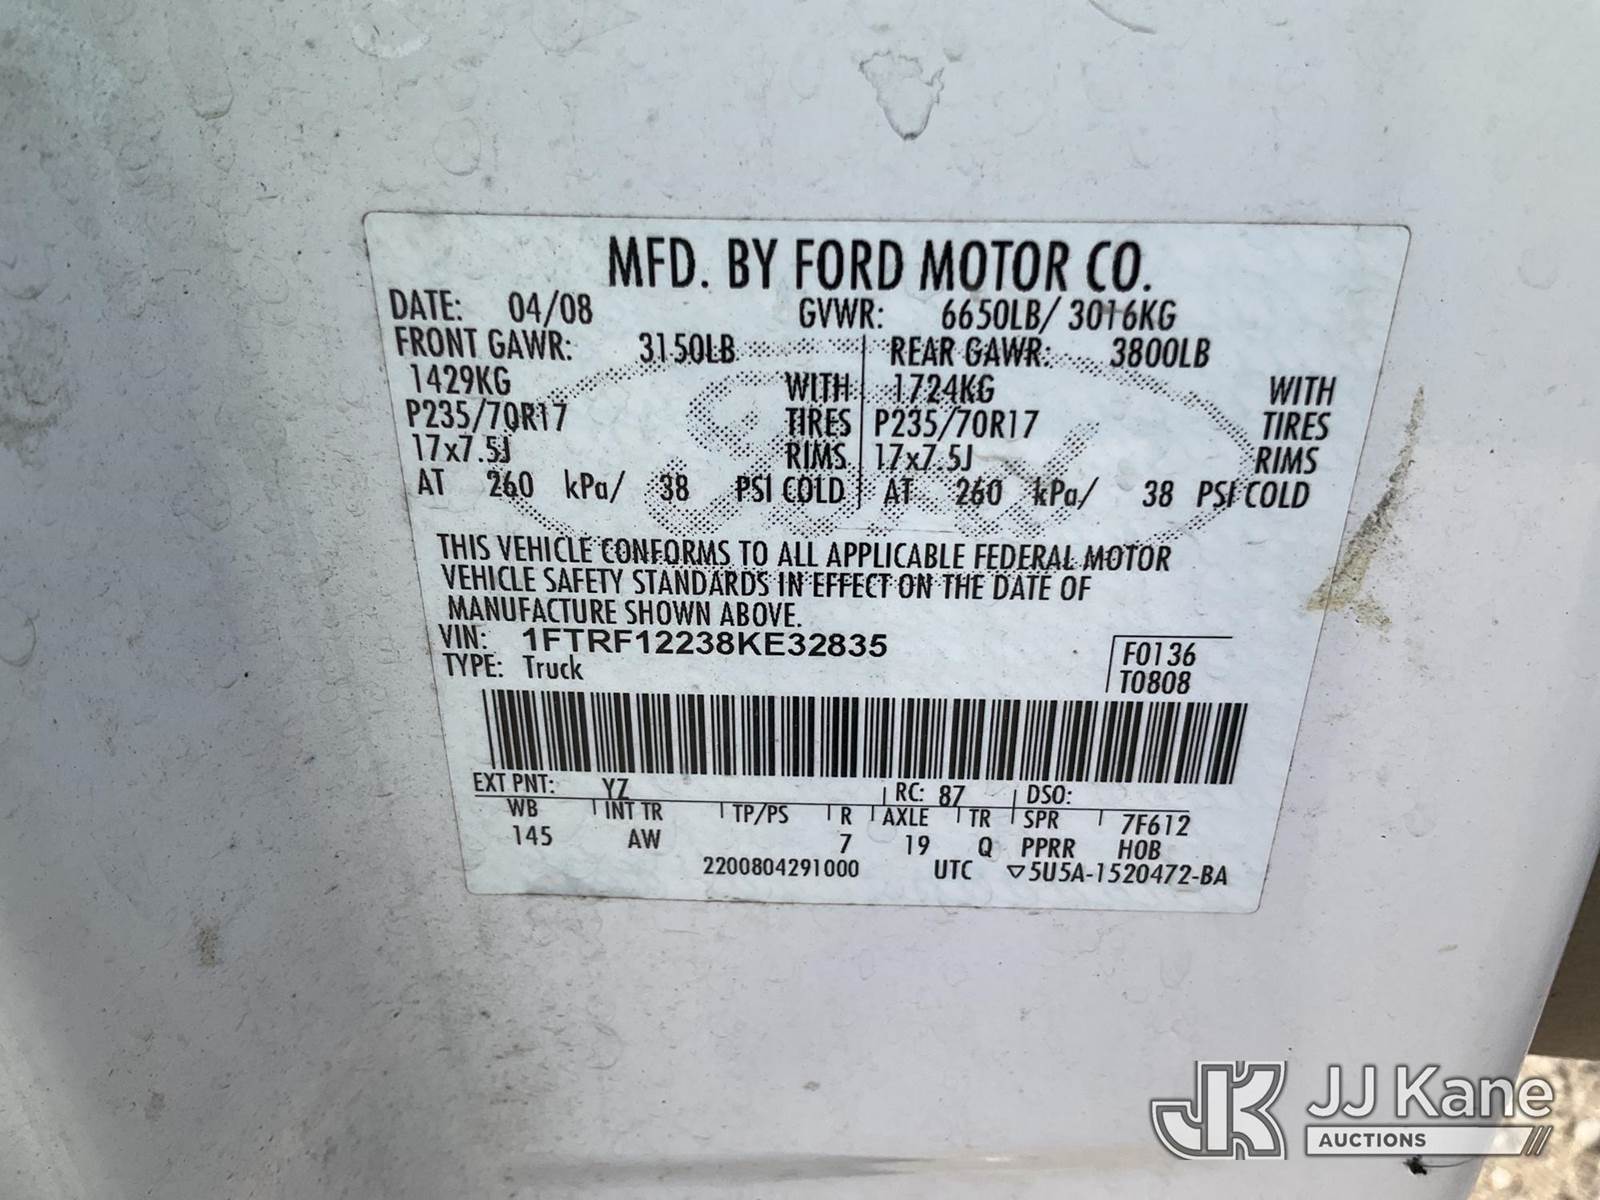 MFD. BY FORD MOTOR CO.
DATE: 04/08 GVWR: 6650LB/ 3016KG
FRONT GAWR: 3150LB REAR GAWR: 3800LB
1429KG WITH 1724KG WITH
P235/70R17 TIRES P235/70R17 TIRES
17x7.5J RIMS 17x7.5J RIMS
AT 260 kPa/ 38 PSI COLD AT 260 kPa/ 38 PSI COLD
THIS VEHICLE CONFORMS TO ALL APPLICABLE FEDERAL MOTOR
VEHICLE SAFETY STANDARDS IN EFFECT ON THE DATE OF
MANUFACTURE SHOWN ABOVE.
VIN: 1FTRF12238KE32835 F0136
TYPE: Truck T0808
EXT PNT: YZ RC: 87 DSO:
WB INT TR TP/PS R AXLE TR SPR 7F612
145 AW 7 19 Q PPRR H0B
2200804291000 UTC ▽5U5A-1520472-BA
JK JJ Kane
AUCTIONS